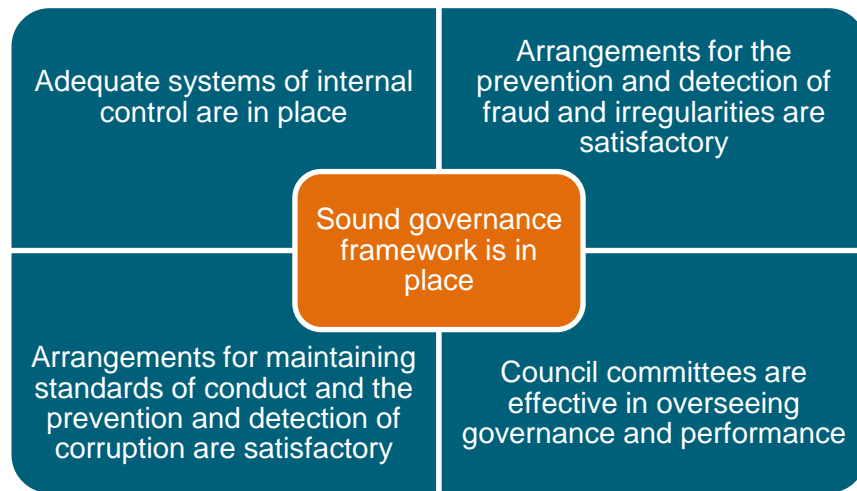 Adequate systems of internal
control are in place
Arrangements for the
prevention and detection of
fraud and irregularities are
satisfactory
Sound governance
framework is in
place
Arrangements for maintaining
standards of conduct and the
prevention and detection of
corruption are satisfactory
Council committees are
effective in overseeing
governance and performance